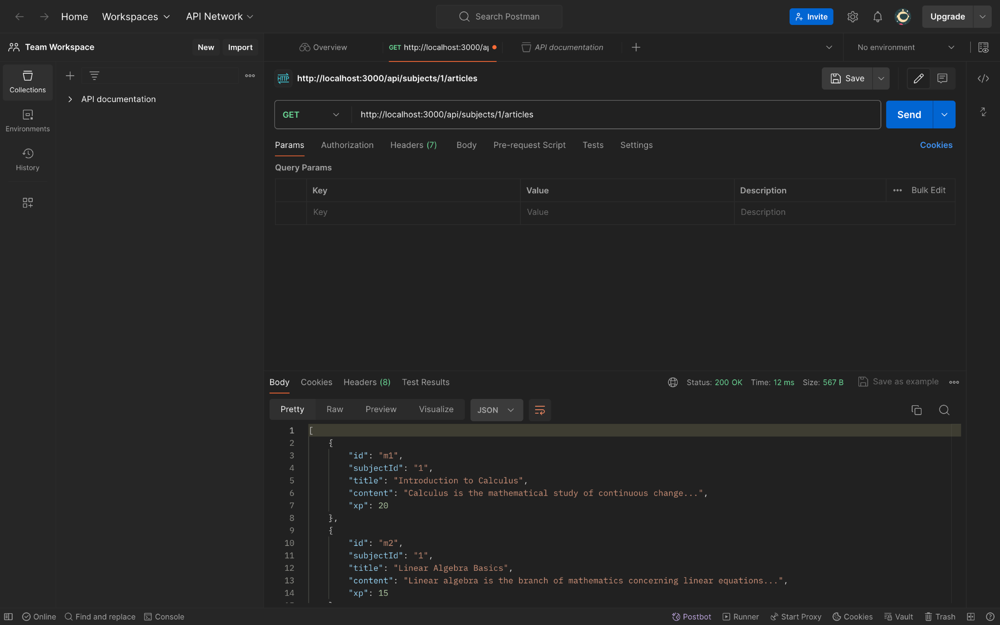 Home Workspaces API Network Search Postman Invite Upgrade
Team Workspace New Import Overview GET http://localhost:3000/a API documentation No environment
Collections
Environments
History
API documentation
HTTP http://localhost:3000/api/subjects/1/articles Save
GET http://localhost:3000/api/subjects/1/articles Send
Params Authorization Headers (7) Body Pre-request Script Tests Settings Cookies
Query Params
Key Value Description Bulk Edit
Key Value Description
Body Cookies Headers (8) Test Results Status: 200 OK Time: 12 ms Size: 567 B Save as example
Pretty Raw Preview Visualize JSON
1 [
2 {
3 "id": "m1",
4 "subjectId": "1",
5 "title": "Introduction to Calculus",
6 "content": "Calculus is the mathematical study of continuous change...",
7 "xp": 20
8 },
9 {
10 "id": "m2",
11 "subjectId": "1",
12 "title": "Linear Algebra Basics",
13 "content": "Linear algebra is the branch of mathematics concerning linear equations...",
14 "xp": 15
Online Find and replace Console Postbot Runner Start Proxy Cookies Vault Trash